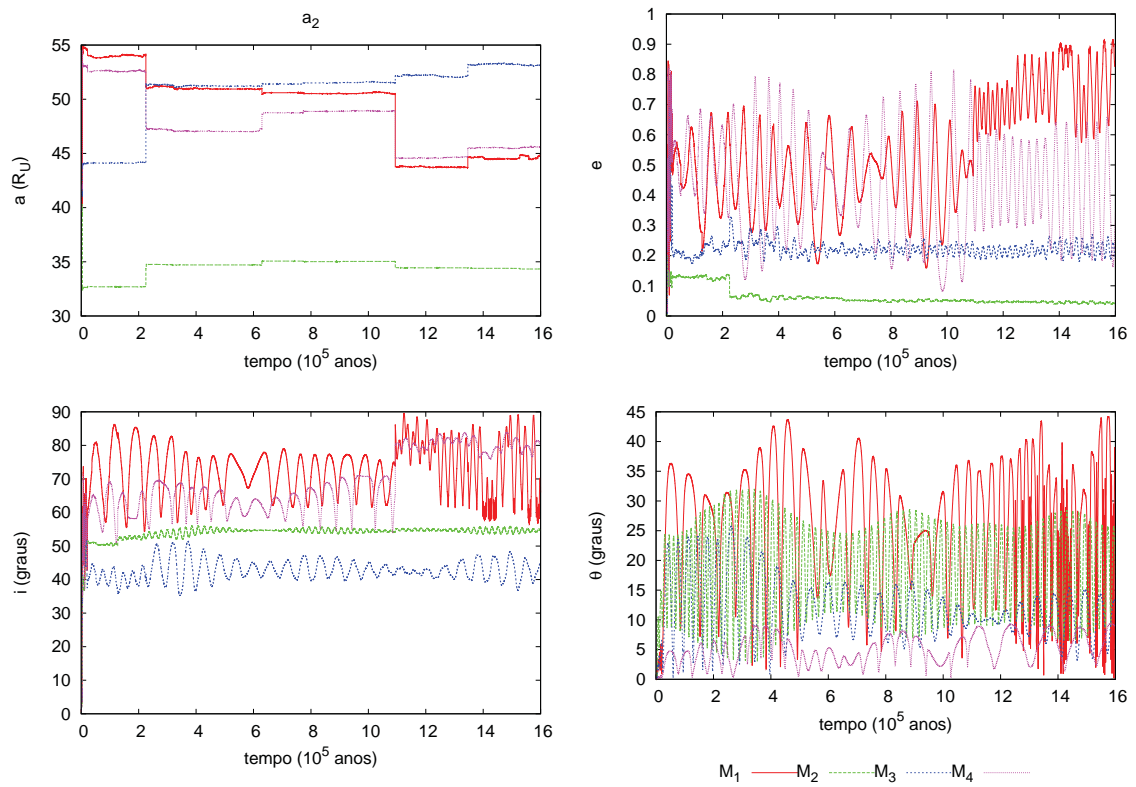 a2
a (RU)
55
50
45
40
35
30
0 2 4 6 8 10 12 14 16
tempo (10^5 anos)
e
1
0.9
0.8
0.7
0.6
0.5
0.4
0.3
0.2
0.1
0
0 2 4 6 8 10 12 14 16
tempo (10^5 anos)
i (graus)
90
80
70
60
50
40
30
20
10
0
0 2 4 6 8 10 12 14 16
tempo (10^5 anos)
θ (graus)
45
40
35
30
25
20
15
10
5
0
0 2 4 6 8 10 12 14 16
tempo (10^5 anos)
M1 M2 M3 M4